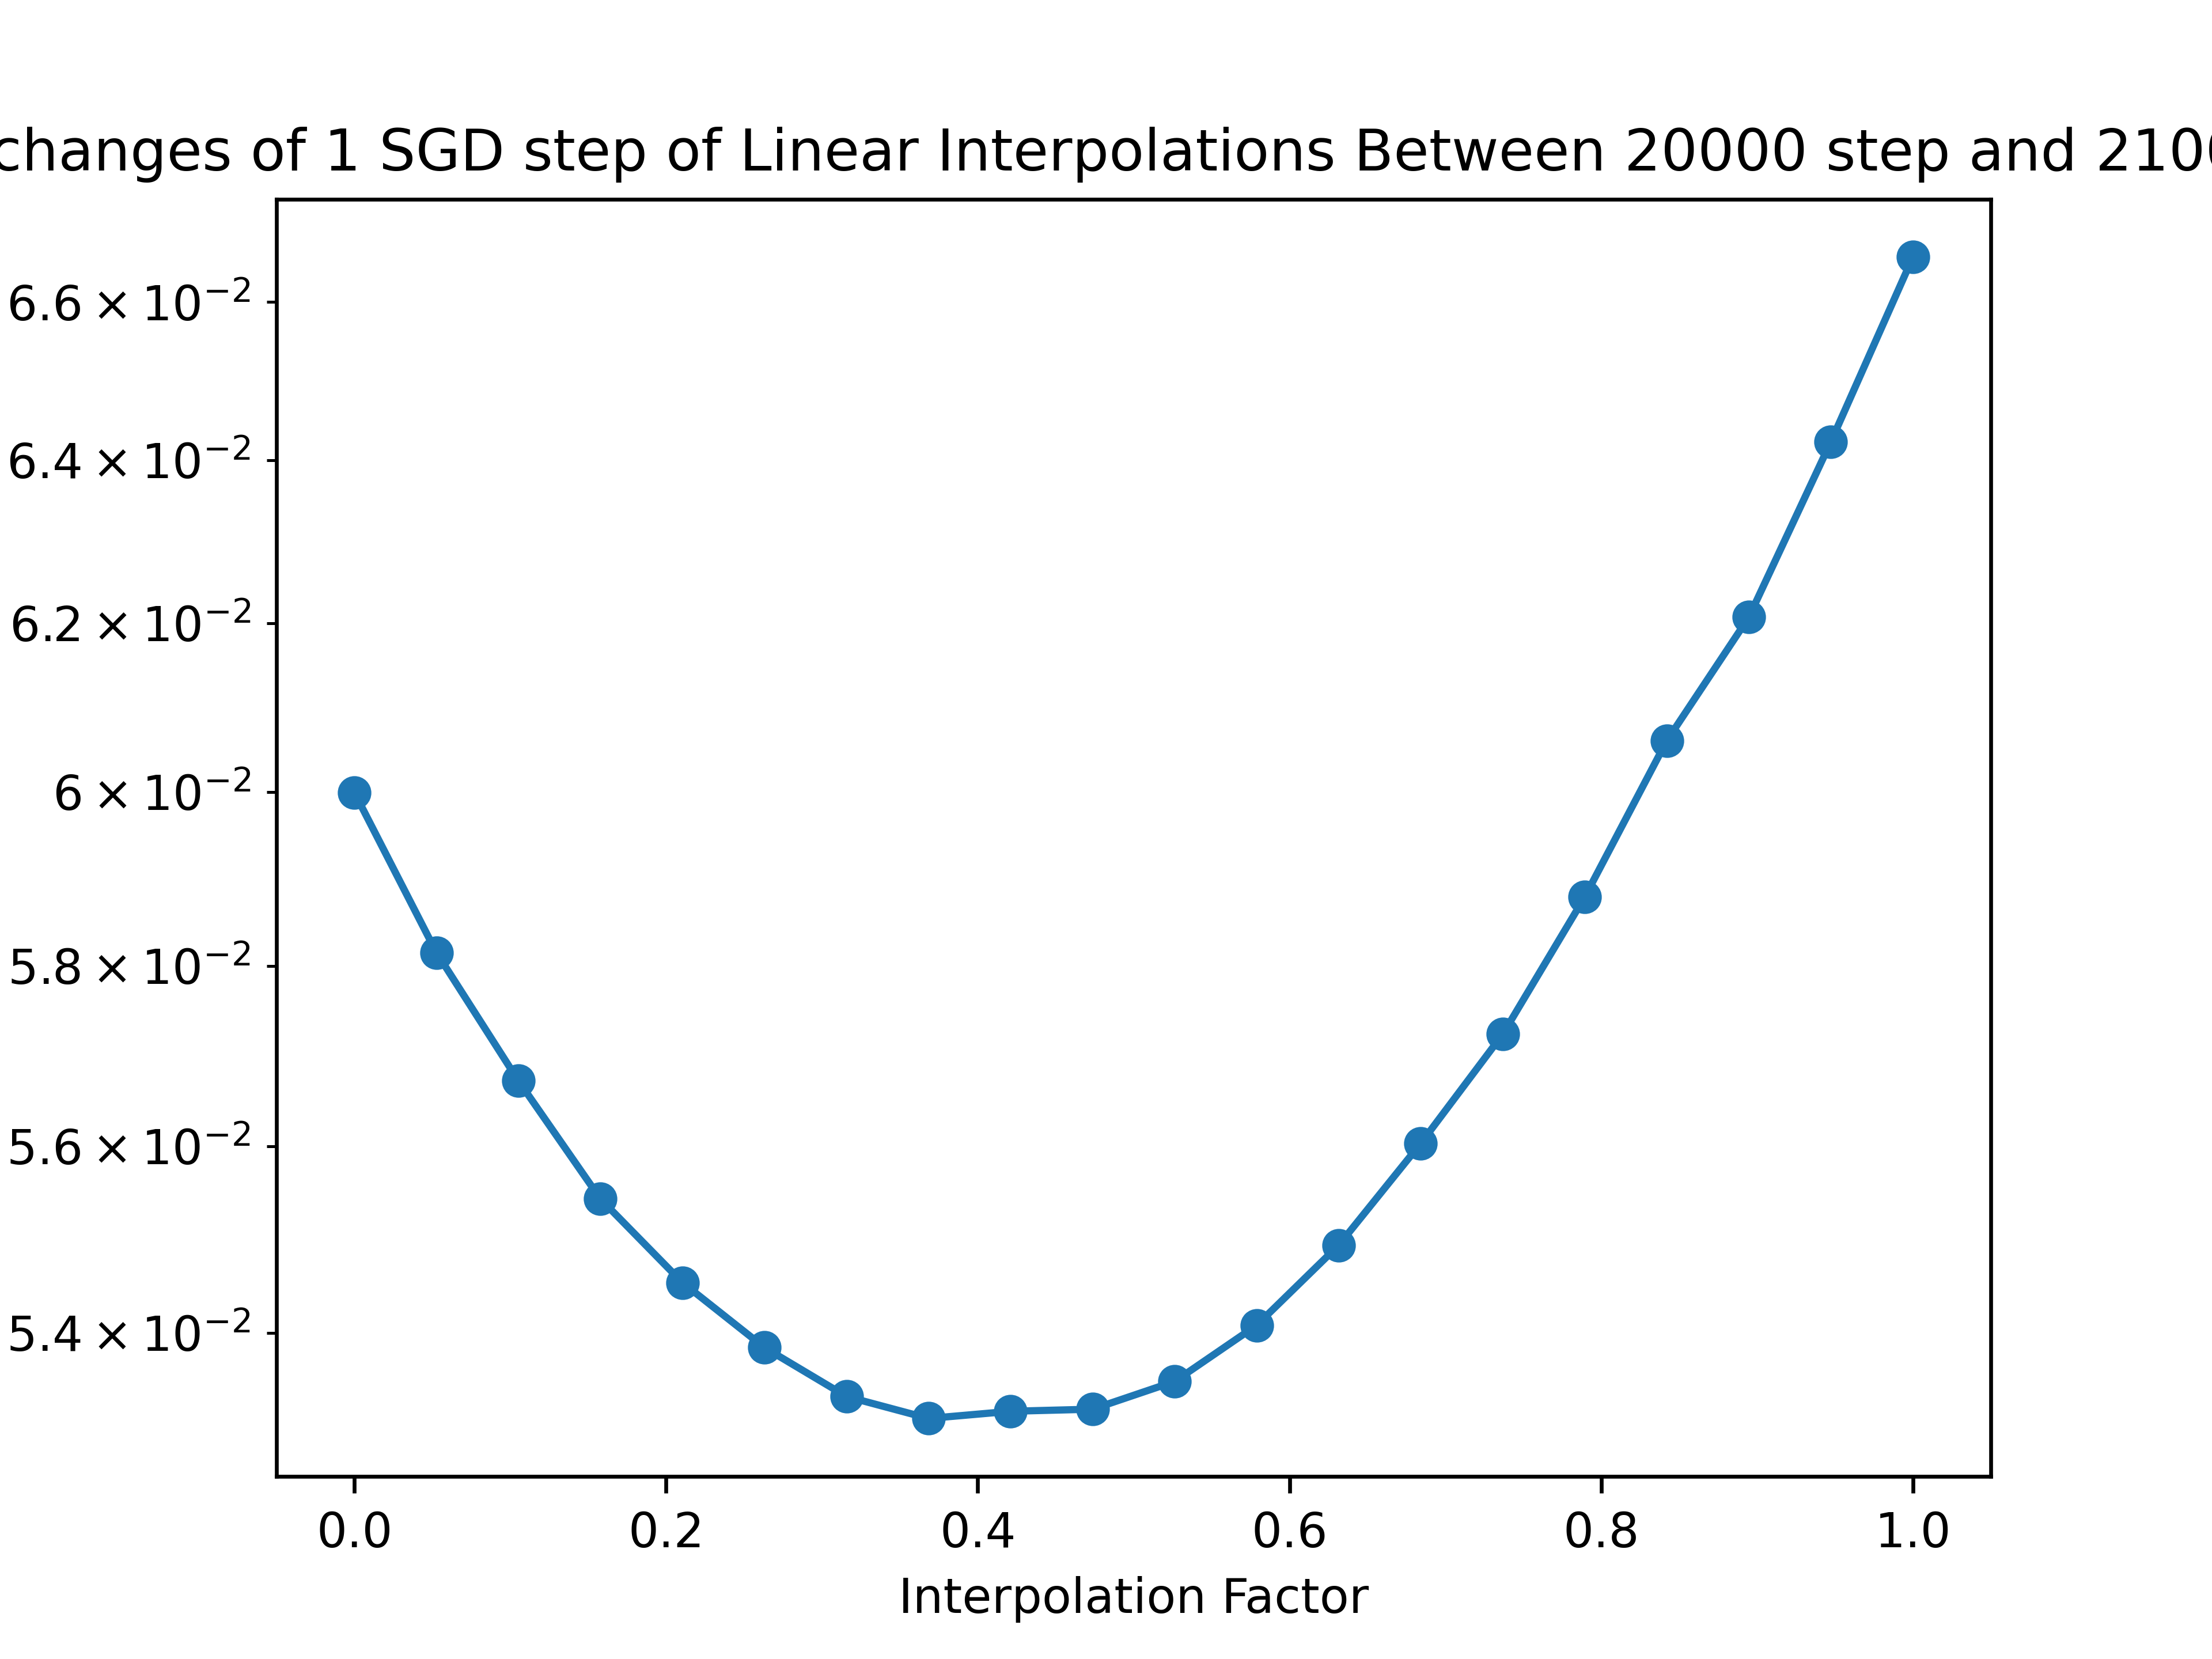 changes of 1 SGD step of Linear Interpolations Between 20000 step and 2100
6.6 × 10⁻²
6.4 × 10⁻²
6.2 × 10⁻²
6 × 10⁻²
5.8 × 10⁻²
5.6 × 10⁻²
5.4 × 10⁻²
0.0 0.2 0.4 0.6 0.8 1.0
Interpolation Factor